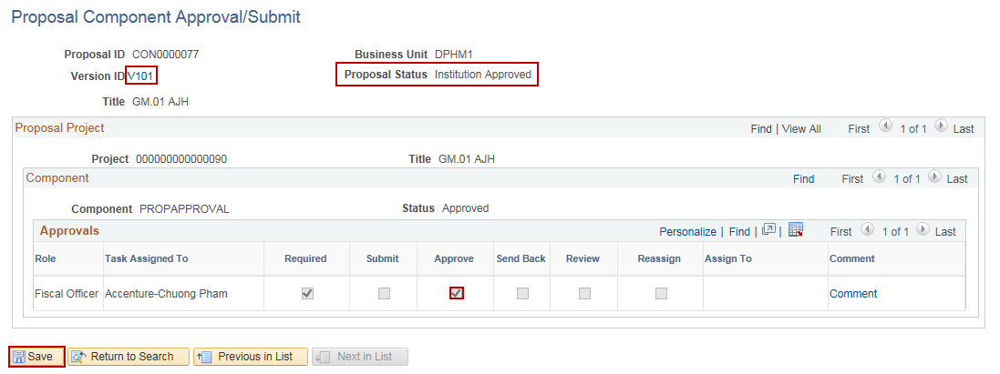 Proposal Component Approval/Submit
Proposal ID CON0000077 Business Unit DPHM1
Version ID V101 Proposal Status Institution Approved
Title GM.01 AJH
Proposal Project Find | View All First 1 of 1 Last
Project 000000000000090 Title GM.01 AJH
Component Find First 1 of 1 Last
Component PROPAPPROVAL Status Approved
Approvals Personalize | Find | | First 1 of 1 Last
Role Task Assigned To Required Submit Approve Send Back Review Reassign Assign To Comment
Fiscal Officer Accenture-Chuong Pham Comment
Save Return to Search Previous in List Next in List